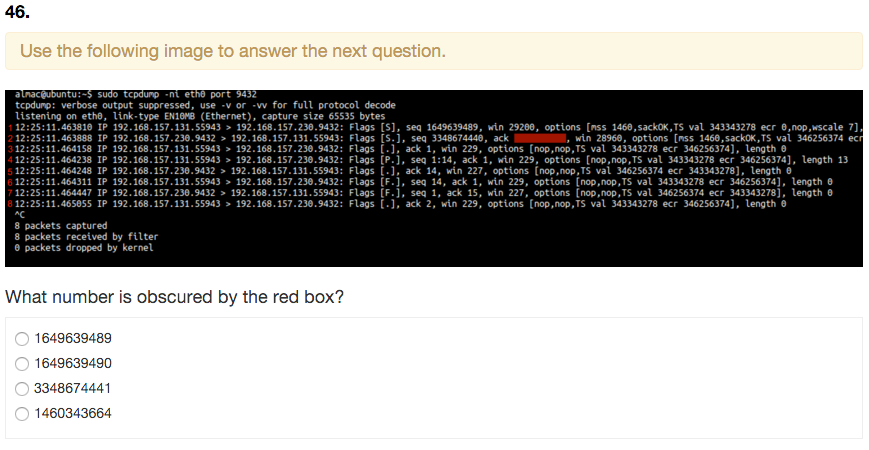 46.
Use the following image to answer the next question.
almac@ubuntu:~$ sudo tcpdump -ni eth0 port 9432
tcpdump: verbose output suppressed, use -v or -vv for full protocol decode
listening on eth0, link-type EN10MB (Ethernet), capture size 65535 bytes
1 12:25:11.463810 IP 192.168.157.131.55943 > 192.168.157.230.9432: Flags [S], seq 1649639489, win 29200, options [mss 1460,sackOK,TS val 343343278 ecr 0,nop,wscale 7],
2 12:25:11.463888 IP 192.168.157.230.9432 > 192.168.157.131.55943: Flags [S.], seq 3348674440, ack , win 28960, options [mss 1460,sackOK,TS val 346256374 ecr
3 12:25:11.464158 IP 192.168.157.131.55943 > 192.168.157.230.9432: Flags [.], ack 1, win 229, options [nop,nop,TS val 343343278 ecr 346256374], length 0
4 12:25:11.464238 IP 192.168.157.131.55943 > 192.168.157.230.9432: Flags [P.], seq 1:14, ack 1, win 229, options [nop,nop,TS val 343343278 ecr 346256374], length 13
5 12:25:11.464248 IP 192.168.157.230.9432 > 192.168.157.131.55943: Flags [.], ack 14, win 227, options [nop,nop,TS val 346256374 ecr 343343278], length 0
6 12:25:11.464311 IP 192.168.157.131.55943 > 192.168.157.230.9432: Flags [F.], seq 14, ack 1, win 229, options [nop,nop,TS val 343343278 ecr 346256374], length 0
7 12:25:11.464447 IP 192.168.157.230.9432 > 192.168.157.131.55943: Flags [F.], seq 1, ack 15, win 227, options [nop,nop,TS val 346256374 ecr 343343278], length 0
8 12:25:11.465055 IP 192.168.157.131.55943 > 192.168.157.230.9432: Flags [.], ack 2, win 229, options [nop,nop,TS val 343343278 ecr 346256374], length 0
^C
8 packets captured
8 packets received by filter
0 packets dropped by kernel
What number is obscured by the red box?
1649639489
1649639490
3348674441
1460343664